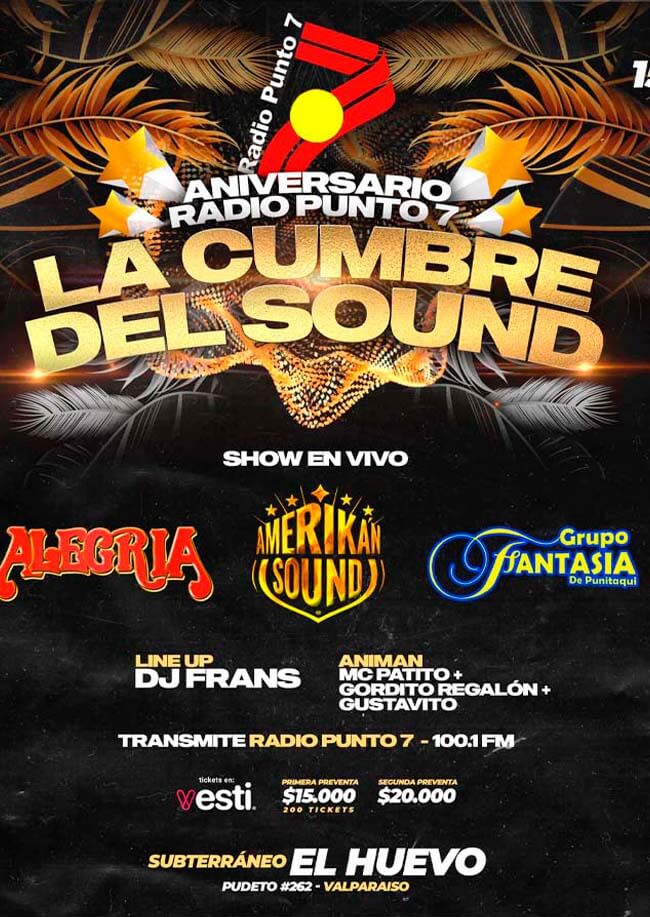 Radio Punto 7
ANIVERSARIO
RADIO PUNTO 7
LA CUMBRE
DEL SOUND
SHOW EN VIVO
ALEGRIA
AMERIKAN
SOUND
Grupo
FANTASIA
De Punitaqui
LINE UP
DJ FRANS
ANIMAN
MC PATITO +
GORDITO REGALÓN +
GUSTAVITO
TRANSMITE RADIO PUNTO 7 - 100.1 FM
tickets en:
vesti
PRIMERA PREVENTA
$15.000
200 TICKETS
SEGUNDA PREVENTA
$20.000
SUBTERRÁNEO EL HUEVO
PUDETO #262 - VALPARAISO